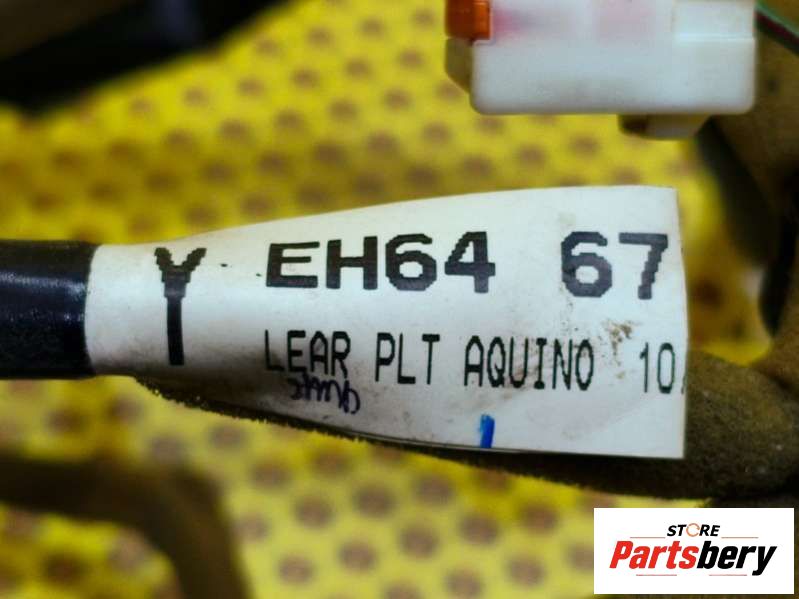 Y EH64 67
LEAR PLT AQUINO 10
STORE
Partsbery